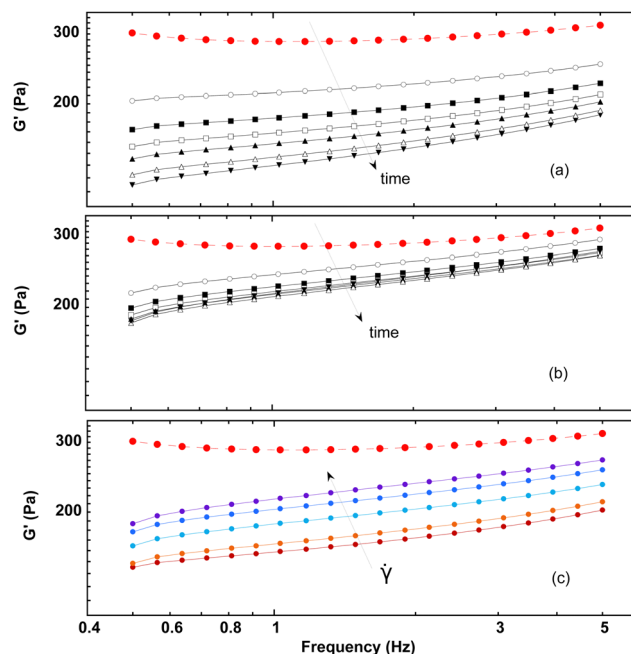 300
200
G' (Pa)
time
(a)
300
200
G' (Pa)
time
(b)
300
200
G' (Pa)
γ̇
(c)
0.4 0.6 0.8 1 3 5
Frequency (Hz)